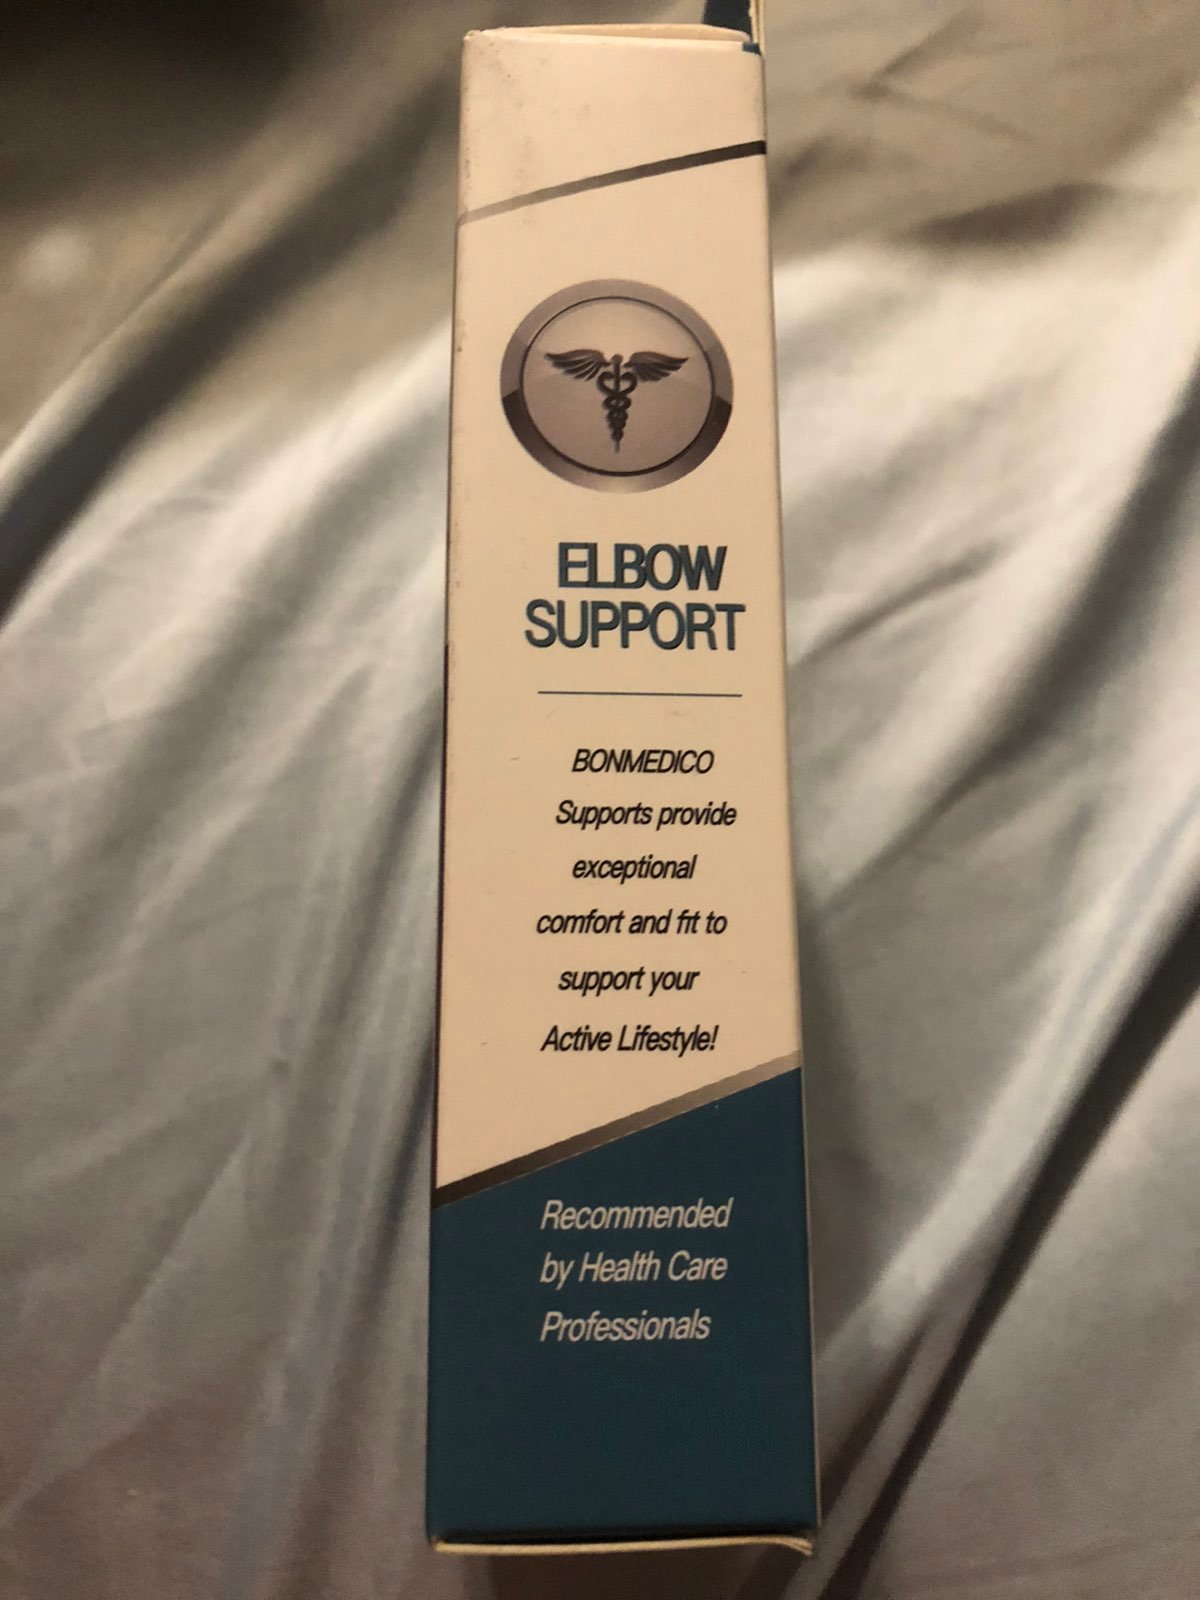 ELBOW
SUPPORT
BONMEDICO
Supports provide
exceptional
comfort and fit to
support your
Active Lifestyle!
Recommended
by Health Care
Professionals